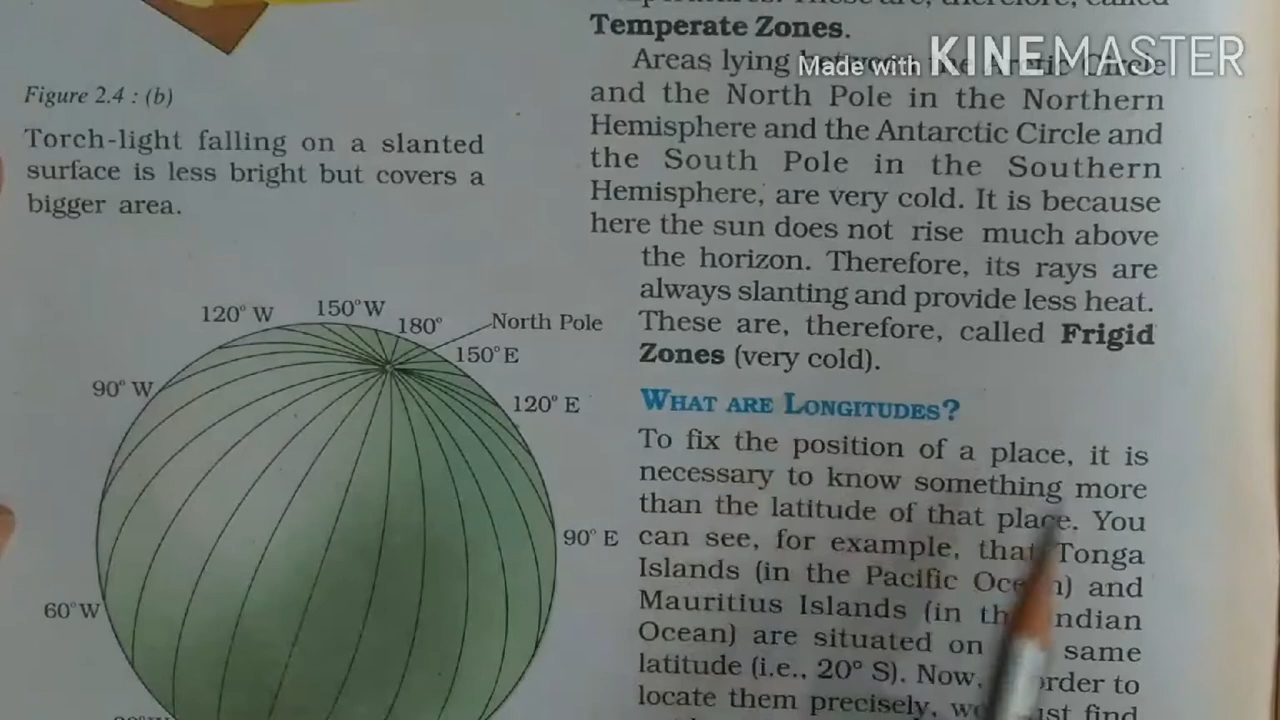 Figure 2.4 : (b)
Torch-light falling on a slanted
surface is less bright but covers a
bigger area.
120° W
150°W
180°
North Pole
150°E
120° E
90° W
90° E
60°W
Temperate Zones.
Areas lying the Arctic Circle
Made with KINEMASTER
and the North Pole in the Northern
Hemisphere and the Antarctic Circle and
the South Pole in the Southern
Hemisphere, are very cold. It is because
here the sun does not rise much above
the horizon. Therefore, its rays are
always slanting and provide less heat.
These are, therefore, called Frigid
Zones (very cold).
WHAT ARE LONGITUDES?
To fix the position of a place, it is
necessary to know something more
than the latitude of that place. You
can see, for example, that Tonga
Islands (in the Pacific Ocean) and
Mauritius Islands (in the Indian
Ocean) are situated on same
latitude (i.e., 20° S). Now, order to
locate them precisely, find